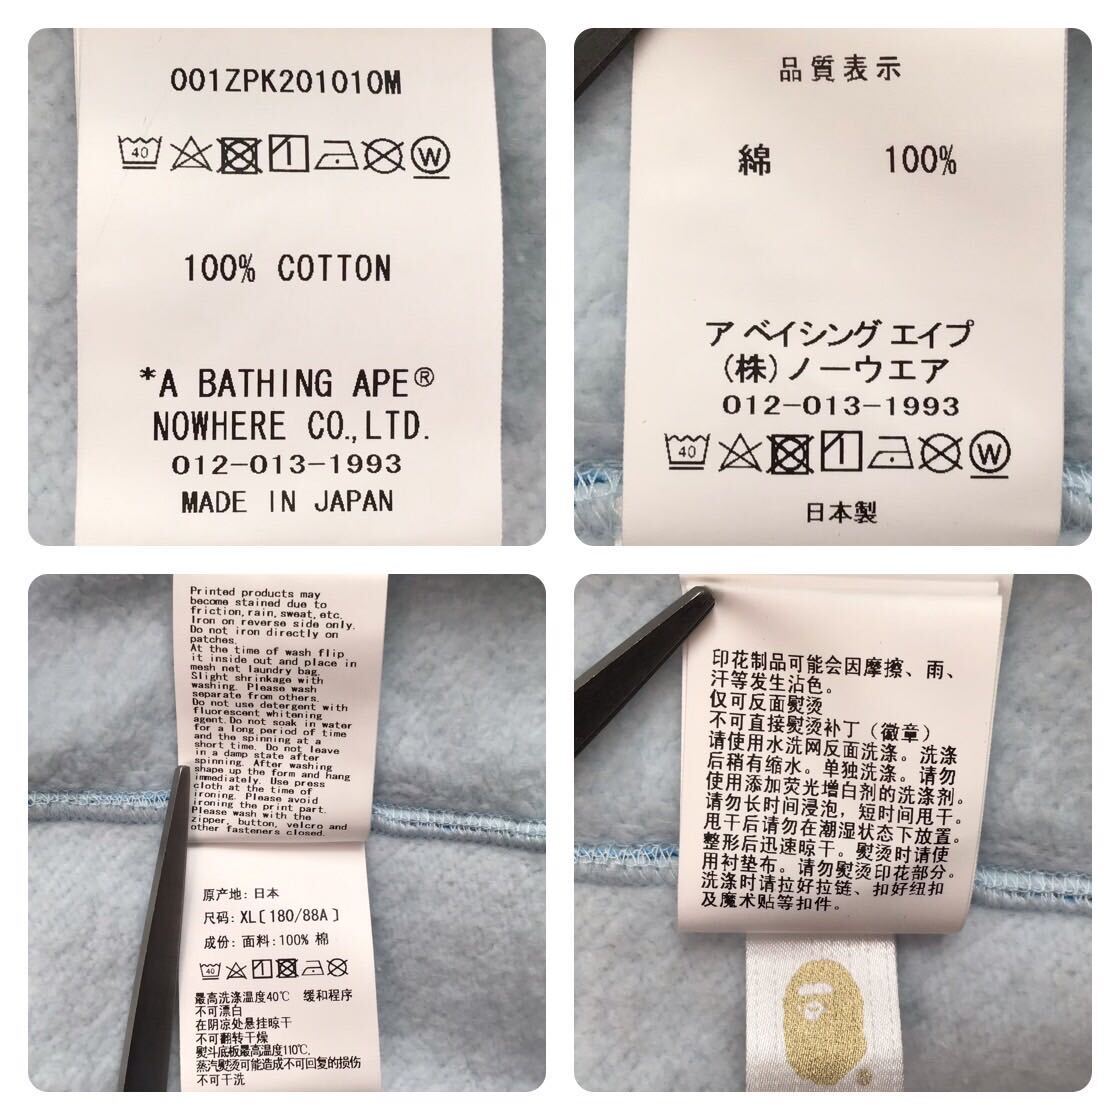 001ZPK201010M
40
1
W
100% COTTON
*A BATHING APE®
NOWHERE CO.,LTD.
012-013-1993
MADE IN JAPAN
品質表示
綿 100%
ア ベイシング エイプ
(株)ノーウエア
012-013-1993
40
1
W
日本製
Printed products may
become stained due to
friction,rain,sweat,etc.
Iron on reverse side only.
Do not iron directly on
patches.
At the time of wash flip
it inside out and place in
mesh net laundry bag.
Slight shrinkage with
washing. Please wash
separate from others.
Do not use detergent with
fluorescent whitening
agent.Do not soak in water
for a long period of time
and the spinning at a
short time. Do not leave
in a damp state after
spinning. After washing
shape up the form and hang
immediately. Use press
cloth at the time of
ironing. Please avoid
ironing the print part.
Please wash with the
zipper, button, velcro and
other fasteners closed.
原产地: 日本
尺码: XL[180/88A]
成份: 面料:100% 棉
40
1
最高洗涤温度40℃ 缓和程序
不可漂白
在阴凉处悬挂晾干
不可翻转干燥
熨斗底板最高温度110℃,
蒸汽熨烫可能造成不可回复的损伤
不可干洗
印花制品可能会因摩擦、雨、
汗等发生沾色。
仅可反面熨烫
不可直接熨烫补丁（徽章）
请使用水洗网反面洗涤。洗涤
后稍有缩水。单独洗涤。请勿
使用添加荧光增白剂的洗涤剂。
请勿长时间浸泡，短时间甩干。
甩干后请勿在潮湿状态下放置。
整形后迅速晾干。熨烫时请使
用衬垫布。请勿熨烫印花部分。
洗涤时请拉好拉链、扣好纽扣
及魔术贴等扣件。
®